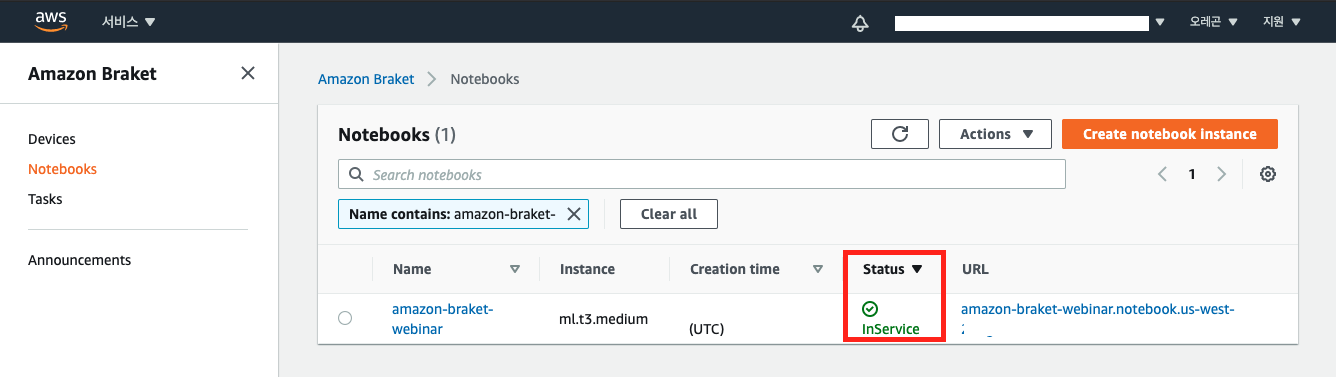 aws 서비스 오레곤 지원
Amazon Braket
Devices
Notebooks
Tasks
Announcements
Amazon Braket Notebooks
Notebooks (1) Actions Create notebook instance
Search notebooks 1
Name contains: amazon-braket- Clear all
Name Instance Creation time Status URL
amazon-braket-webinar.notebook.us-west-
amazon-braket-
webinar
ml.t3.medium
(UTC)
InService